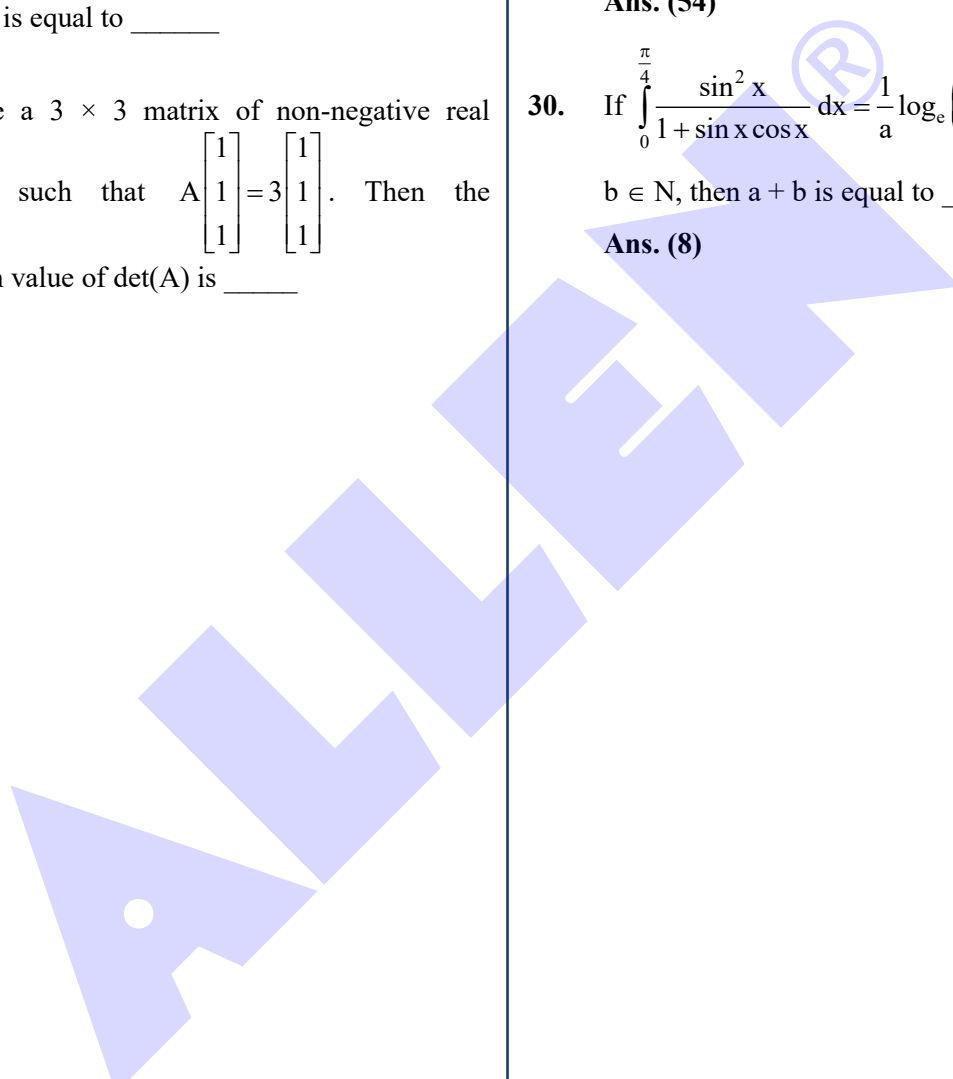 is equal to ______
a 3 × 3 matrix of non-negative real
such that A[1 1 1] = 3[1 1 1]. Then the
value of det(A) is _____
Ans. (54)
30. If ∫₀^{π/4} sin² x / (1 + sin x cos x) dx = 1/a logₑ
b ∈ N, then a + b is equal to _
Ans. (8)
ALLEN®